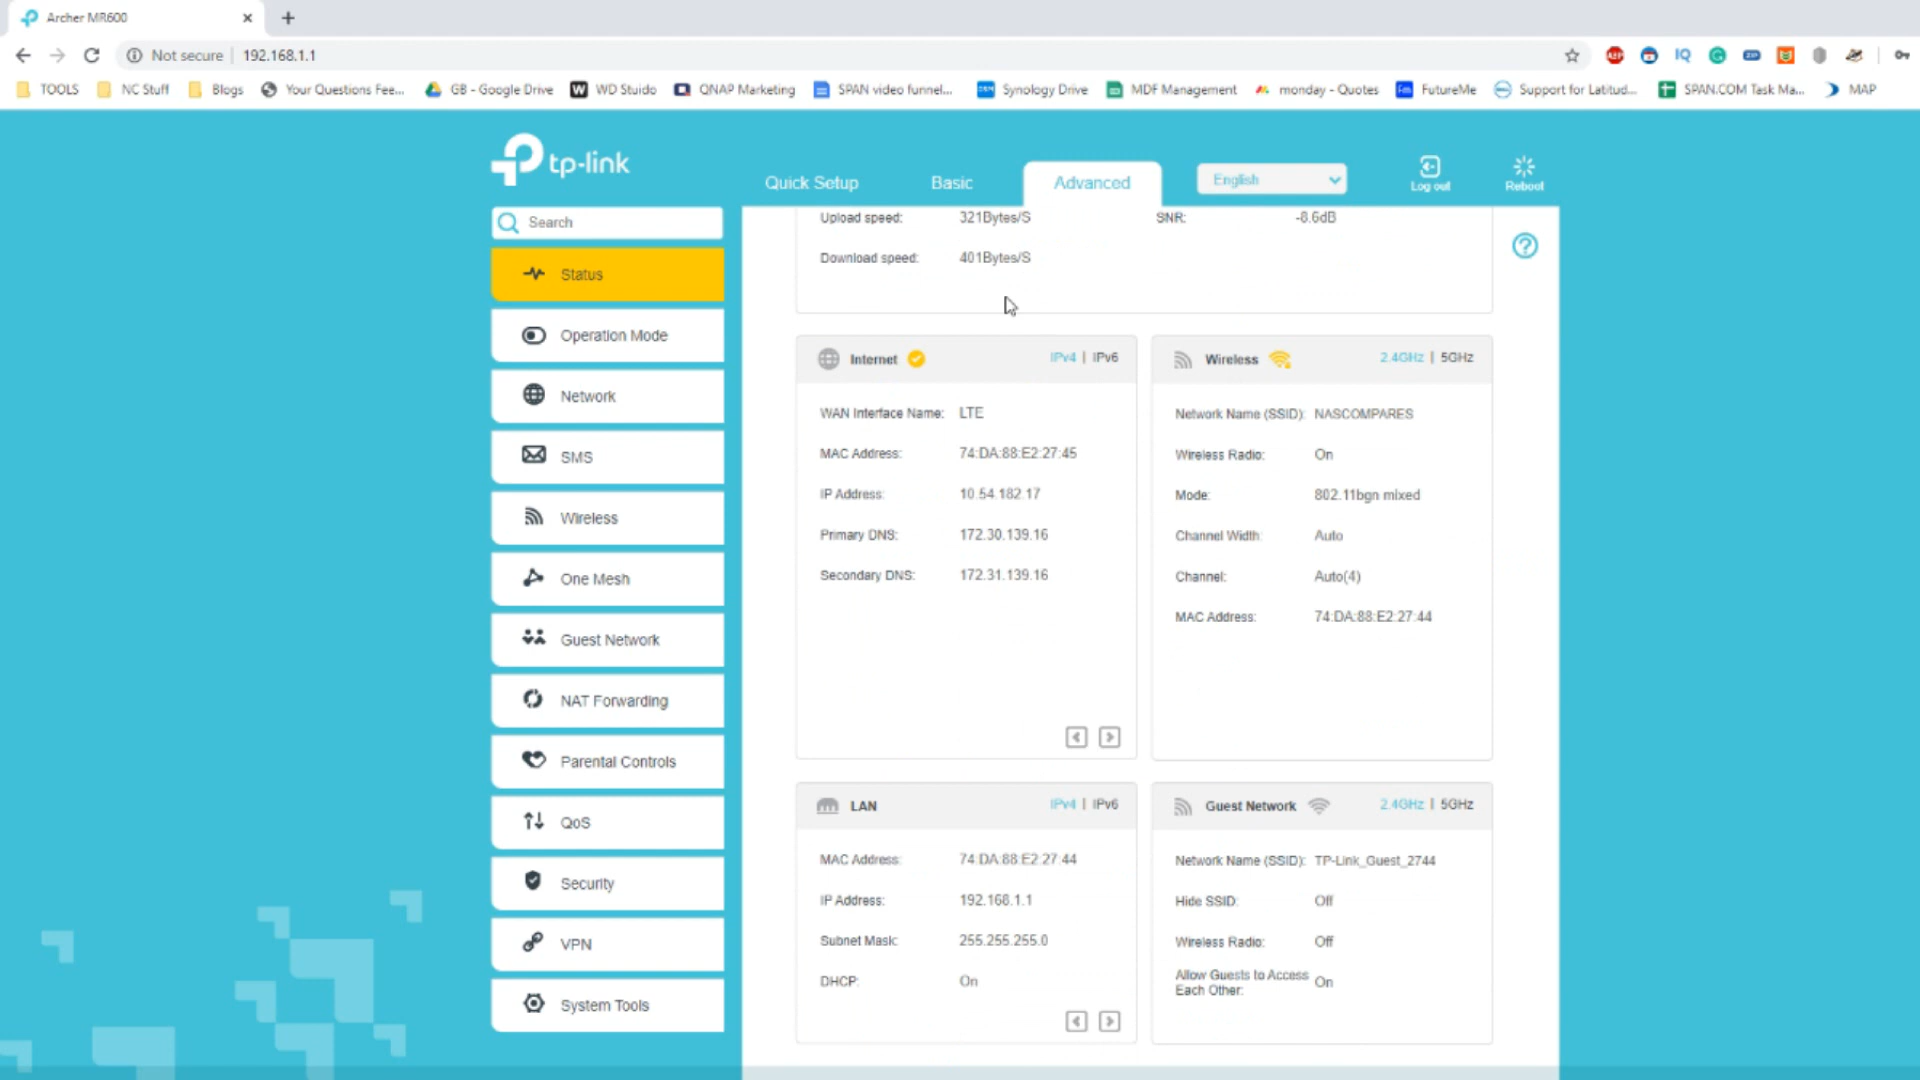 Archer MR600
Not secure | 192.168.1.1
ABP IQ ZIP
TOOLS NC Stuff Blogs Your Questions Fee... GB - Google Drive WD Stuido QNAP Marketing SPAN video funnel... Synology Drive MDF Management monday - Quotes FutureMe Support for Latitud... SPAN.COM Task Ma... MAP
tp-link
Quick Setup Basic Advanced English Log out Reboot
Search
Status
Operation Mode
Network
SMS
Wireless
One Mesh
Guest Network
NAT Forwarding
Parental Controls
QoS
Security
VPN
System Tools
Upload speed: 321Bytes/S SNR: -8.6dB
Download speed: 401Bytes/S
Internet IPv4 | IPv6
WAN Interface Name: LTE
MAC Address: 74:DA:88:E2:27:45
IP Address: 10.54.182.17
Primary DNS: 172.30.139.16
Secondary DNS: 172.31.139.16
Wireless 2.4GHz | 5GHz
Network Name (SSID): NASCOMPARES
Wireless Radio: On
Mode: 802.11bgn mixed
Channel Width: Auto
Channel: Auto(4)
MAC Address: 74:DA:88:E2:27:44
LAN IPv4 | IPv6
MAC Address: 74:DA:88:E2:27:44
IP Address: 192.168.1.1
Subnet Mask: 255.255.255.0
DHCP: On
Guest Network 2.4GHz | 5GHz
Network Name (SSID): TP-Link_Guest_2744
Hide SSID: Off
Wireless Radio: Off
Allow Guests to Access
Each Other: On